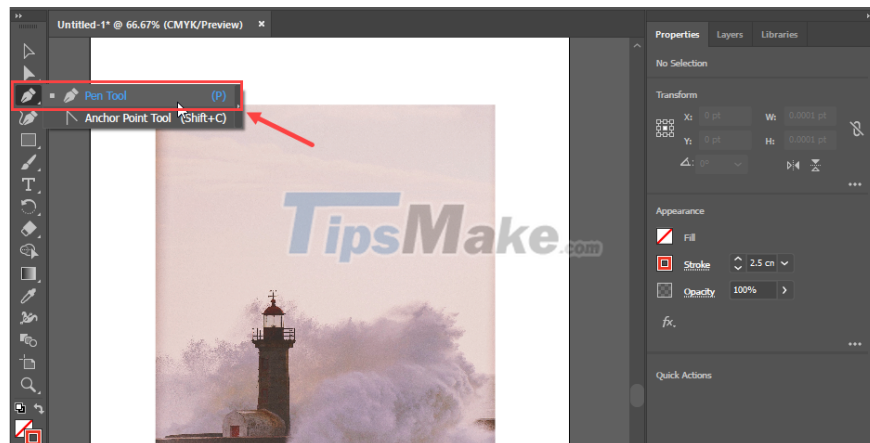 Untitled-1* @ 66.67% (CMYK/Preview) ×
Pen Tool (P)
Anchor Point Tool (Shift+C)
TipsMake.com
Properties Layers Libraries
No Selection
Transform
X: 0 pt W: 0.0001 pt
Y: 0 pt H: 0.0001 pt
0°
Appearance
Fill
Stroke 2.5 cm
Opacity 100%
fx.
Quick Actions